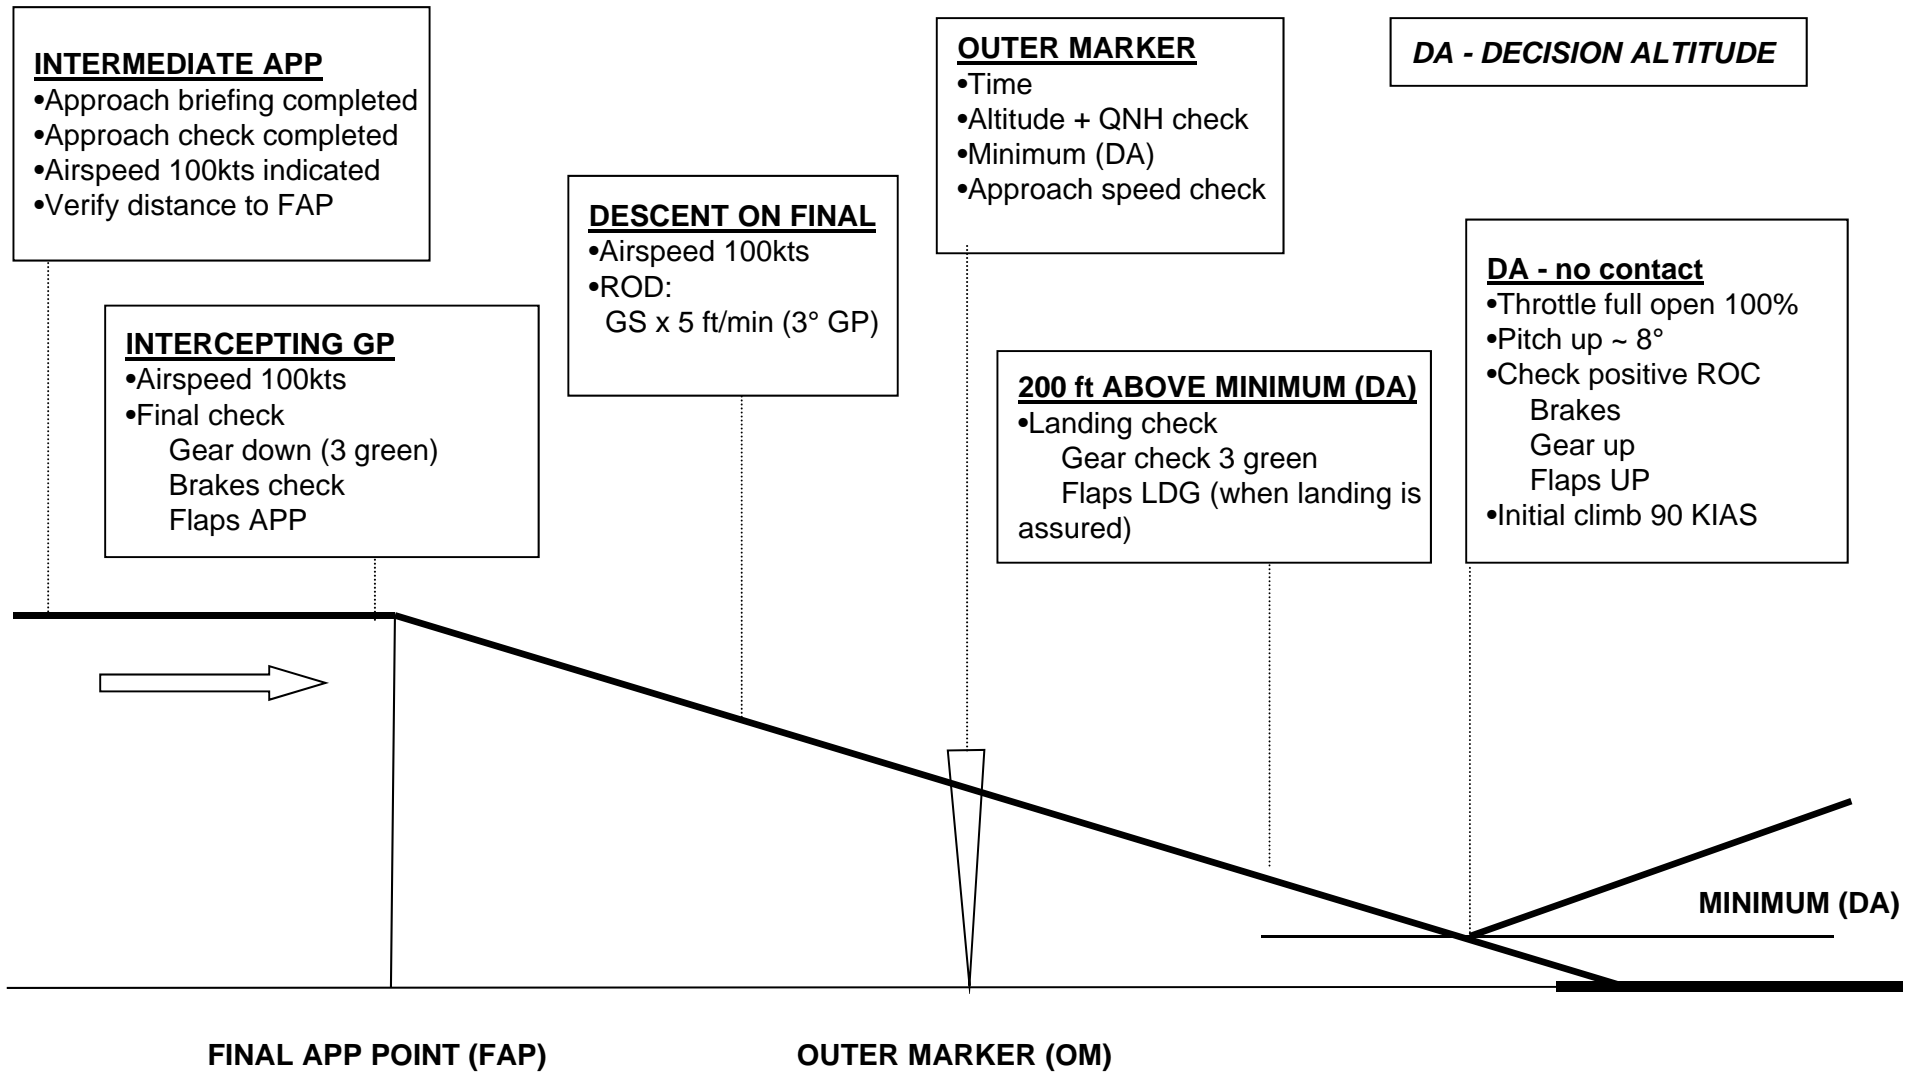 INTERMEDIATE APP
•Approach briefing completed
•Approach check completed
•Airspeed 100kts indicated
•Verify distance to FAP
INTERCEPTING GP
•Airspeed 100kts
•Final check
Gear down (3 green)
Brakes check
Flaps APP
DESCENT ON FINAL
•Airspeed 100kts
•ROD:
GS x 5 ft/min (3° GP)
OUTER MARKER
•Time
•Altitude + QNH check
•Minimum (DA)
•Approach speed check
200 ft ABOVE MINIMUM (DA)
•Landing check
Gear check 3 green
Flaps LDG (when landing is
assured)
DA - DECISION ALTITUDE
DA - no contact
•Throttle full open 100%
•Pitch up ~ 8°
•Check positive ROC
Brakes
Gear up
Flaps UP
•Initial climb 90 KIAS
MINIMUM (DA)
FINAL APP POINT (FAP)
OUTER MARKER (OM)